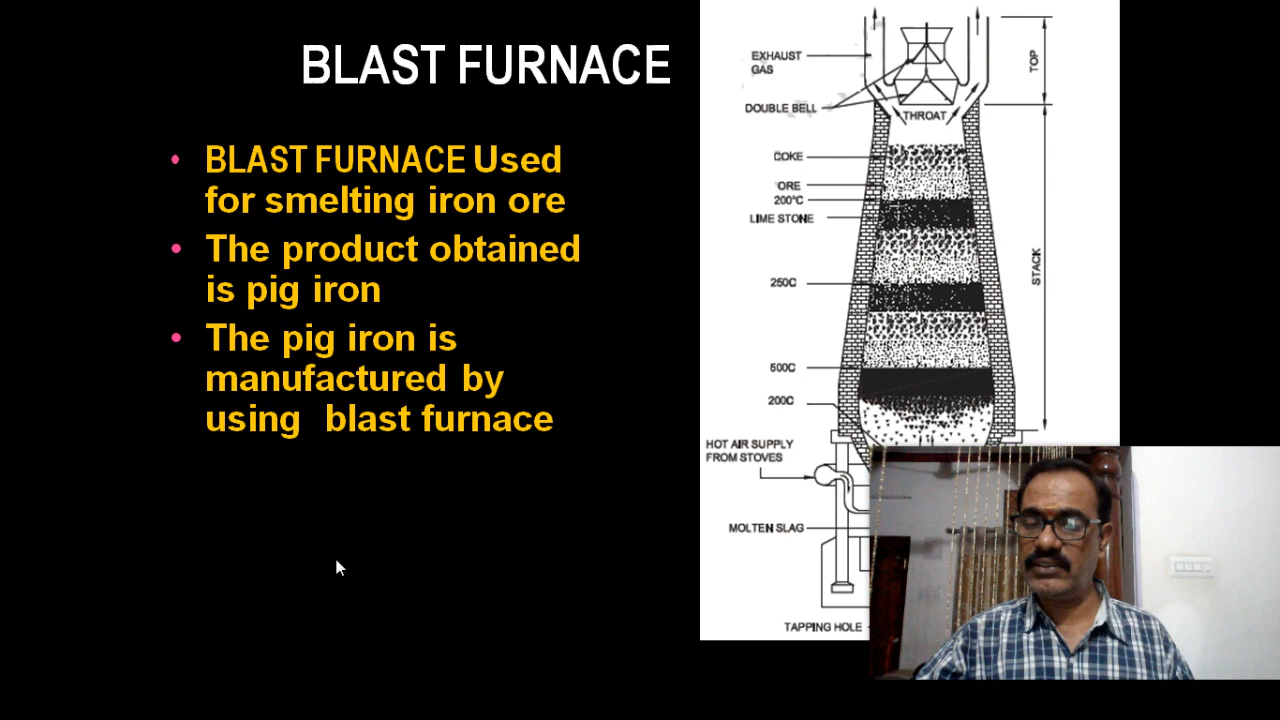 BLAST FURNACE
• BLAST FURNACE Used
for smelting iron ore
• The product obtained
is pig iron
• The pig iron is
manufactured by
using blast furnace
EXHAUST
GAS
DOUBLE BELL
THROAT
TOP
COKE
ORE
200°C
LIME STONE
STACK
250C
500C
200C
HOT AIR SUPPLY
FROM STOVES
MOLTEN SLAG
TAPPING HOLE